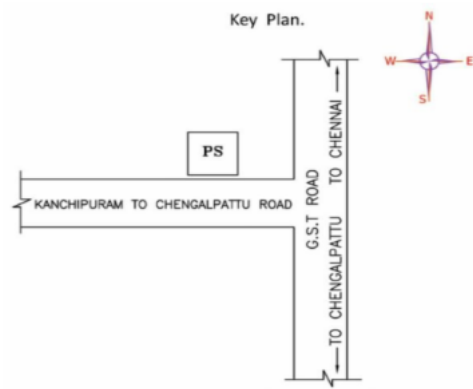 Key Plan.
N
W
E
S
PS
KANCHIPURAM TO CHENGALPATTU ROAD
G.S.T ROAD
TO CHENGALPATTU
TO CHENNAI